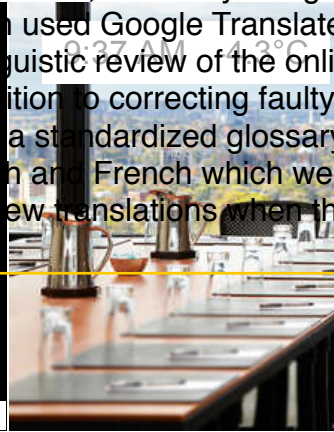 used Google Translate
9:37 AM 4.3°C
guistic review of the onli
ition to correcting faulty
a standardized glossary
h and French which we
ew translations when th